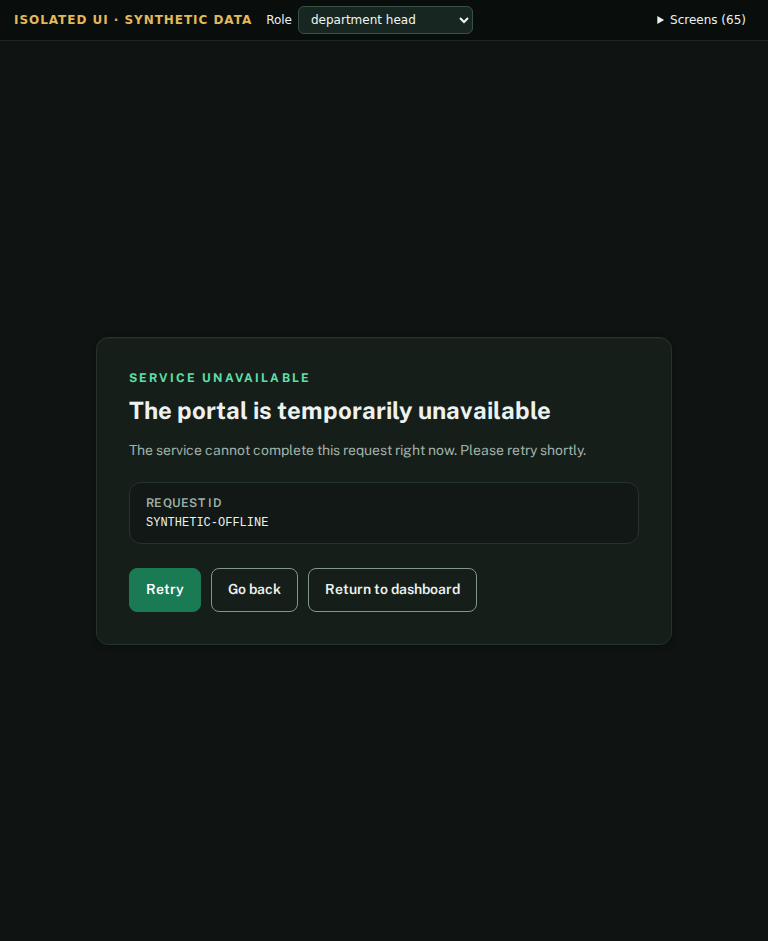 ISOLATED UI · SYNTHETIC DATA Role department head Screens (65)
SERVICE UNAVAILABLE
The portal is temporarily unavailable
The service cannot complete this request right now. Please retry shortly.
REQUEST ID
SYNTHETIC-OFFLINE
Retry Go back Return to dashboard